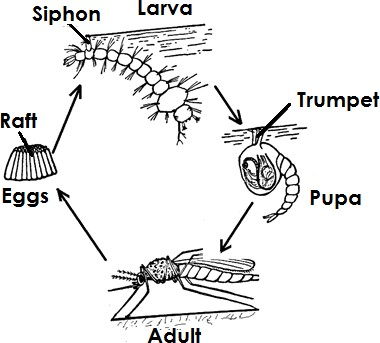 Siphon
Larva
Trumpet
Raft
Eggs
Pupa
Adult